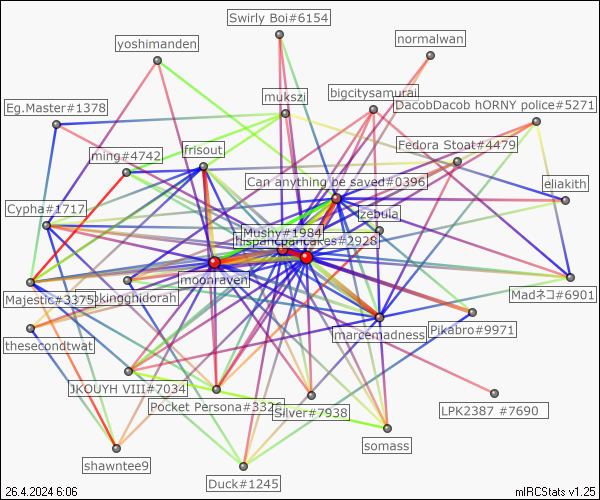 Swirly Boi#6154
normalwan
yoshimanden
bigcitysamurai
mukszi
DacobDacob hORNY police#5271
Eg.Master#1378
Fedora Stoat#4479
frisout
ming#4742
Can anything be sayed#0396
eliakith
Cypha#1717
zebula
Mushy#1984
hispanicpancakes#2928
moonraven
Madネコ#6901
Majestic#3375
kingghidorah
Pikabro#9971
marcemadness
thesecondtwat
JKOUYH VIII#7034
Pocket Persona#3326
Silver#7938
LPK2387 #7690
somass
shawntee9
Duck#1245
26.4.2024 6:06
mIRCStats v1.25